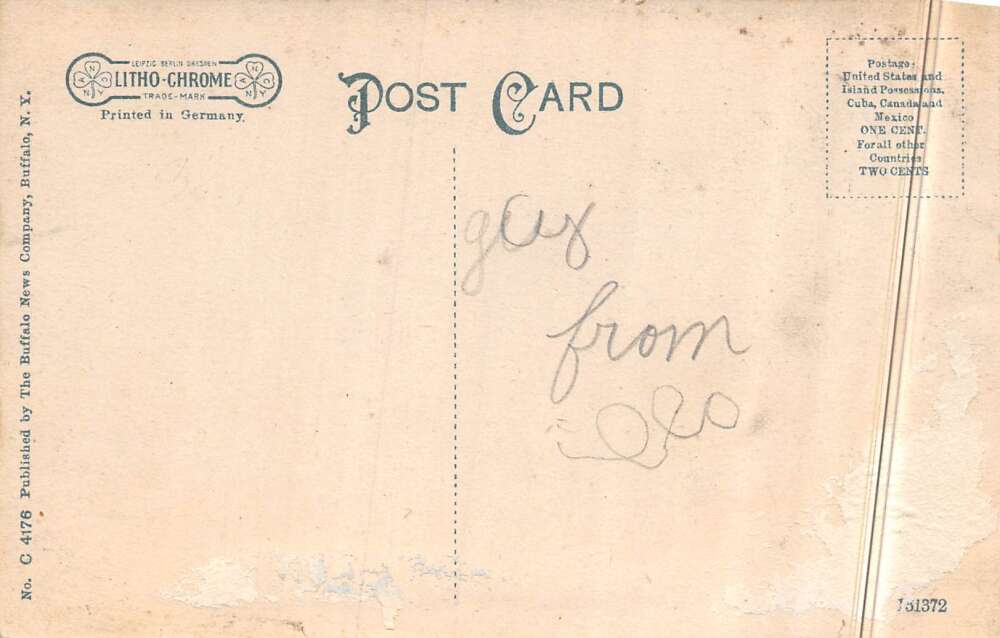 LEIPZIG BERLIN DRESDEN
LITHO-CHROME
TRADE-MARK
Printed in Germany.
POST CARD
Postage:
United States and
Island Possessions,
Cuba, Canada and
Mexico
ONE CENT.
For all other
Countries
TWO CENTS
No. C 4176 Published by The Buffalo News Company, Buffalo, N. Y.
from